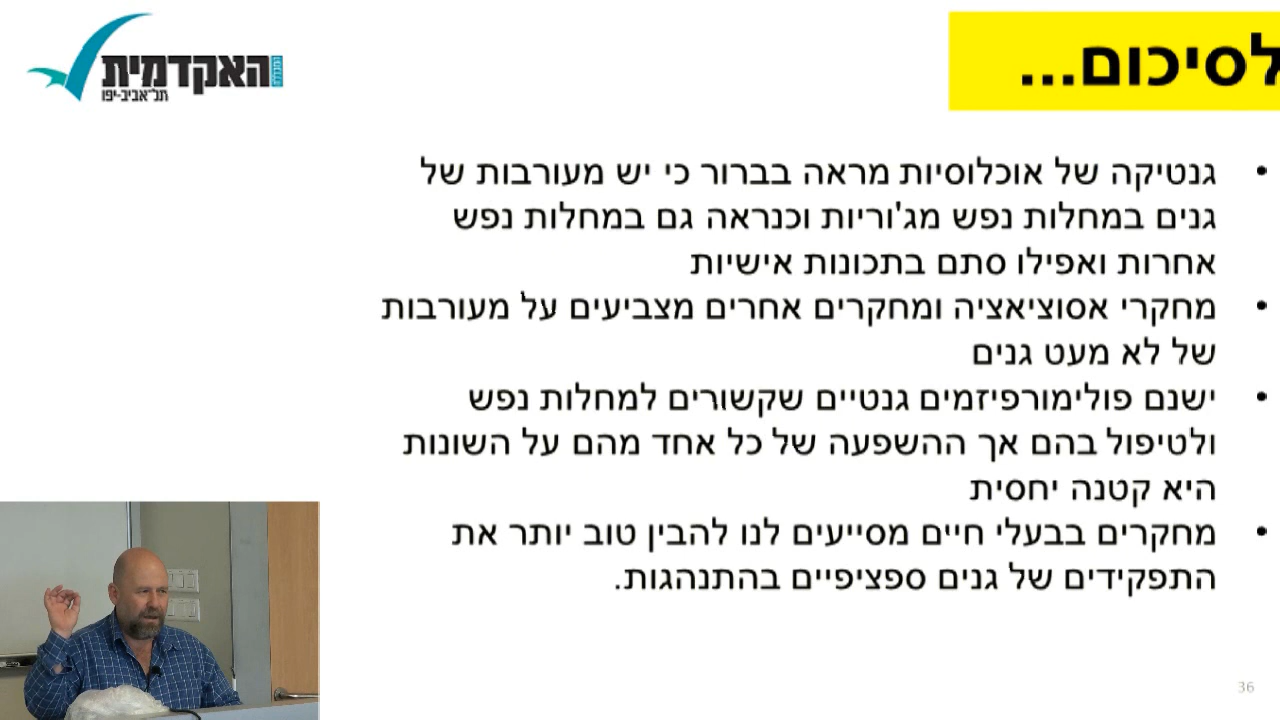 האקדמית
תל־אביב-יפו
לסיכום...
• גנטיקה של אוכלוסיות מראה בברור כי יש מעורבות של
גנים במחלות נפש מג'וריות וכנראה גם במחלות נפש
אחרות ואפילו סתם בתכונות אישיות
• מחקרי אסוציאציה ומחקרים אחרים מצביעים על מעורבות
של לא מעט גנים
• ישנם פולימורפיזמים גנטיים שקשורים למחלות נפש
ולטיפול בהם אך ההשפעה של כל אחד מהם על השונות
היא קטנה יחסית
• מחקרים בבעלי חיים מסייעים לנו להבין טוב יותר את
התפקידים של גנים ספציפיים בהתנהגות.
36